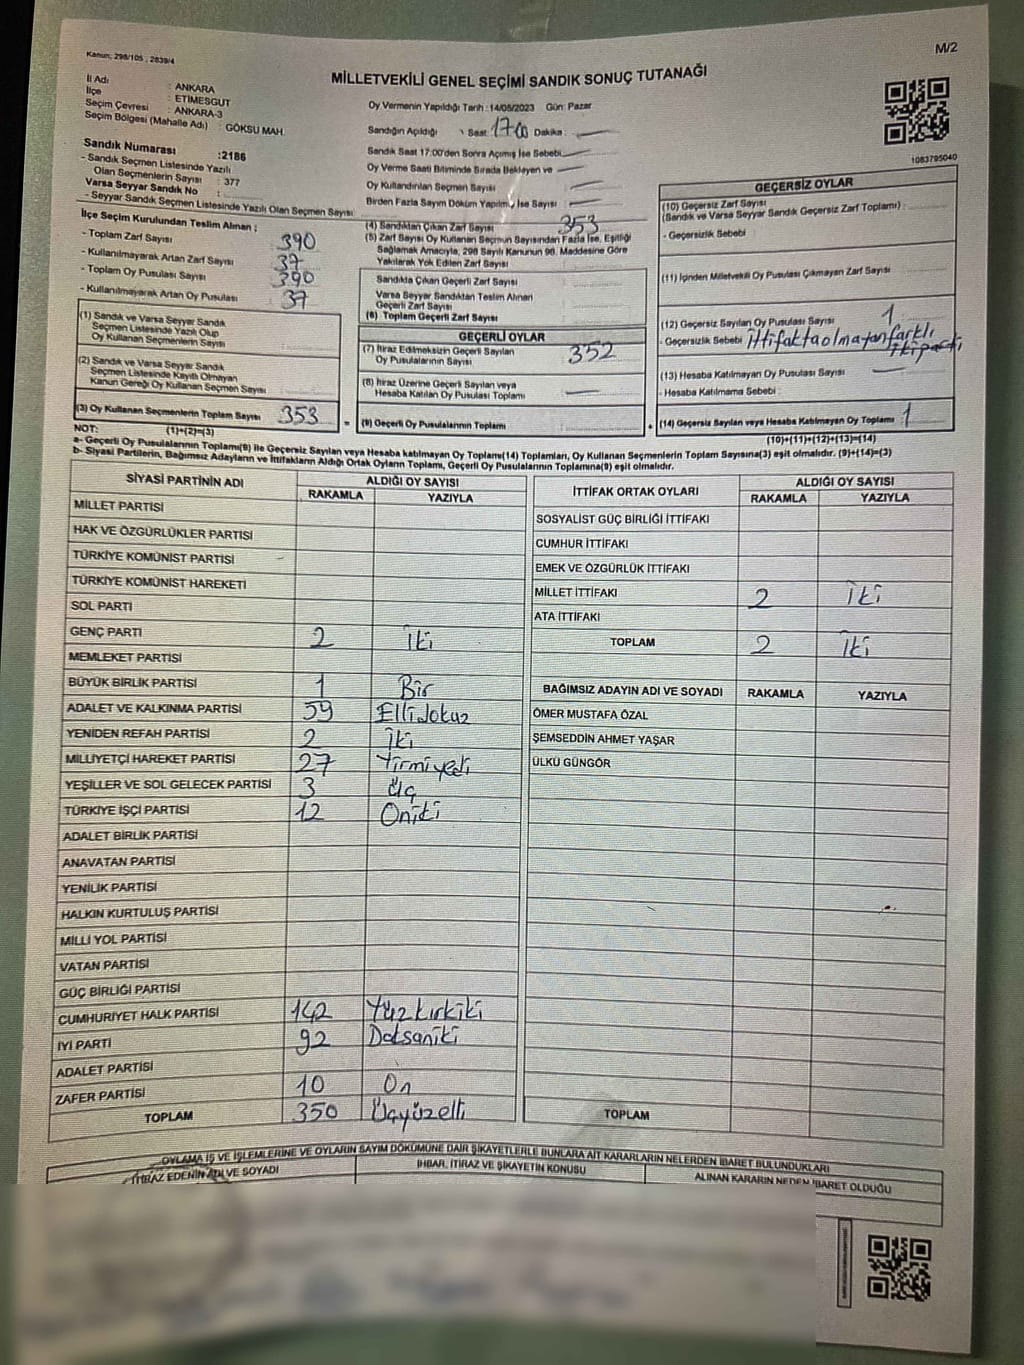 Kanun: 298/105 , 2839/4
M/2
MİLLETVEKİLİ GENEL SEÇİMİ SANDIK SONUÇ TUTANAĞI
İl Adı : ANKARA
İlçe : ETİMESGUT
Seçim Çevresi : ANKARA-3
Seçim Bölgesi (Mahalle Adı) : GÖKSU MAH.
Sandık Numarası :2186
- Sandık Seçmen Listesinde Yazılı
Olan Seçmenlerin Sayısı : 377
Varsa Seyyar Sandık No :
- Seyyar Sandık Seçmen Listesinde Yazılı Olan Seçmen Sayısı
Oy Vermenin Yapıldığı Tarih : 14/05/2023 Gün: Pazar
Sandığın Açıldığı Saat: 17 00 Dakika :
Sandık Saat 17:00'den Sonra Açılmış İse Sebebi
Oy Verme Saati Bitiminde Sırada Bekleyen ve
Oy Kullandırılan Seçmen Sayısı
Birden Fazla Sayım Döküm Yapılmış İse Sayısı
1083795040
İlçe Seçim Kurulundan Teslim Alınan ;
- Toplam Zarf Sayısı 390
- Kullanılmayarak Artan Zarf Sayısı 37
- Toplam Oy Pusulası Sayısı 390
- Kullanılmayarak Artan Oy Pusulası 37
(1) Sandık ve Varsa Seyyar Sandık
Seçmen Listesinde Yazılı Olup
Oy Kullanan Seçmenlerin Sayısı
(2) Sandık ve Varsa Seyyar Sandık
Seçmen Listesinde Kayıtlı Olmayan
Kanun Gereği Oy Kullanan Seçmen Sayısı
(3) Oy Kullanan Seçmenlerin Toplam Sayısı 353
(4) Sandıktan Çıkan Zarf Sayısı 353
(5) Zarf Sayısı Oy Kullanan Seçmen Sayısından Fazla İse, Eşitliği
Sağlamak Amacıyla, 298 Sayılı Kanunun 98. Maddesine Göre
Yakılarak Yok Edilen Zarf Sayısı
Sandıkta Çıkan Geçerli Zarf Sayısı
Varsa Seyyar Sandıktan Teslim Alınan
Geçerli Zarf Sayısı
(6) Toplam Geçerli Zarf Sayısı
GEÇERLİ OYLAR
(7) İtiraz Edilmeksizin Geçerli Sayılan
Oy Pusulalarının Sayısı 352
(8) İtiraz Üzerine Geçerli Sayılan veya
Hesaba Katılan Oy Pusulası Toplamı
(9) Geçerli Oy Pusulalarının Toplamı
GEÇERSİZ OYLAR
(10) Geçersiz Zarf Sayısı
(Sandık ve Varsa Seyyar Sandık Geçersiz Zarf Toplamı) :
- Geçersizlik Sebebi
(11) İçinden Milletvekili Oy Pusulası Çıkmayan Zarf Sayısı
(12) Geçersiz Sayılan Oy Pusulası Sayısı 1
- Geçersizlik Sebebi İttifakta olmayan farklı
iki parti
(13) Hesaba Katılmayan Oy Pusulası Sayısı
- Hesaba Katılmama Sebebi :
(14) Geçersiz Sayılan veya Hesaba Katılmayan Oy Toplamı 1
NOT: (1)+(2)=(3)
(10)+(11)+(12)+(13)=(14)
a- Geçerli Oy Pusulalarının Toplamı(9) ile Geçersiz Sayılan veya Hesaba katılmayan Oy Toplamı(14) Toplamları, Oy Kullanan Seçmenlerin Toplam Sayısına(3) eşit olmalıdır. (9)+(14)=(3)
b- Siyasi Partilerin, Bağımsız Adayların ve İttifakların Aldığı Ortak Oyların Toplamı, Geçerli Oy Pusulalarının Toplamına(9) eşit olmalıdır.
SİYASİ PARTİNİN ADI ALDIĞI OY SAYISI
RAKAMLA YAZIYLA
MİLLET PARTİSİ
HAK VE ÖZGÜRLÜKLER PARTİSİ
TÜRKİYE KOMÜNİST PARTİSİ
TÜRKİYE KOMÜNİST HAREKETİ
SOL PARTİ
GENÇ PARTİ 2 İki
MEMLEKET PARTİSİ
BÜYÜK BİRLİK PARTİSİ 1 Bir
ADALET VE KALKINMA PARTİSİ 59 Ellidokuz
YENİDEN REFAH PARTİSİ 2 İki
MİLLİYETÇİ HAREKET PARTİSİ 27 Yirmiyedi
YEŞİLLER VE SOL GELECEK PARTİSİ 3 Üç
TÜRKİYE İŞÇİ PARTİSİ 12 Oniki
ADALET BİRLİK PARTİSİ
ANAVATAN PARTİSİ
YENİLİK PARTİSİ
HALKIN KURTULUŞ PARTİSİ
MİLLİ YOL PARTİSİ
VATAN PARTİSİ
GÜÇ BİRLİĞİ PARTİSİ
CUMHURİYET HALK PARTİSİ 142 Yüzkırkiki
İYİ PARTİ 92 Doksaniki
ADALET PARTİSİ
ZAFER PARTİSİ 10 On
TOPLAM 350 Üçyüzelli
İTTİFAK ORTAK OYLARI ALDIĞI OY SAYISI
RAKAMLA YAZIYLA
SOSYALİST GÜÇ BİRLİĞİ İTTİFAKI
CUMHUR İTTİFAKI
EMEK VE ÖZGÜRLÜK İTTİFAKI
MİLLET İTTİFAKI 2 İki
ATA İTTİFAKI
TOPLAM 2 İki
BAĞIMSIZ ADAYIN ADI VE SOYADI RAKAMLA YAZIYLA
ÖMER MUSTAFA ÖZAL
ŞEMSEDDİN AHMET YAŞAR
ÜLKÜ GÜNGÖR
TOPLAM
OYLAMA İŞ VE İŞLEMLERİNE VE OYLARIN SAYIM DÖKÜMÜNE DAİR ŞİKAYETLERLE BUNLARA AİT KARARLARIN NELERDEN İBARET BULUNDUKLARI
İTİRAZ EDENİN ADI VE SOYADI İHBAR, İTİRAZ VE ŞİKAYETİN KONUSU ALINAN KARARIN NEDEN İBARET OLDUĞU